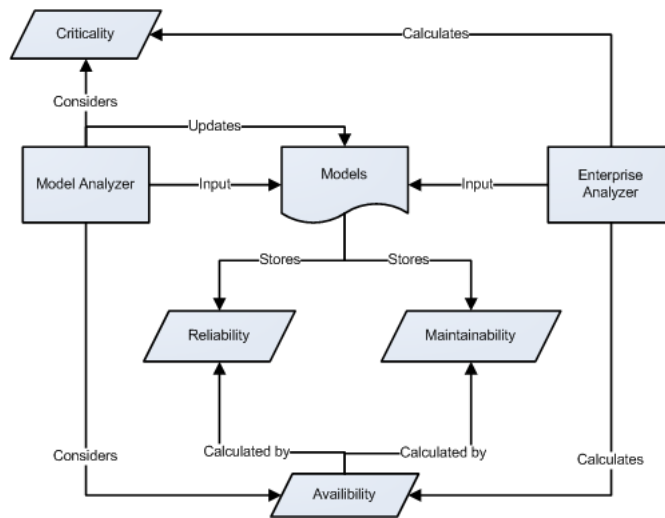 Criticality
Calculates
Considers
Updates
Model Analyzer
Input
Models
Input
Enterprise
Analyzer
Stores
Stores
Reliability
Maintainability
Calculated by
Calculated by
Considers
Calculates
Availibility